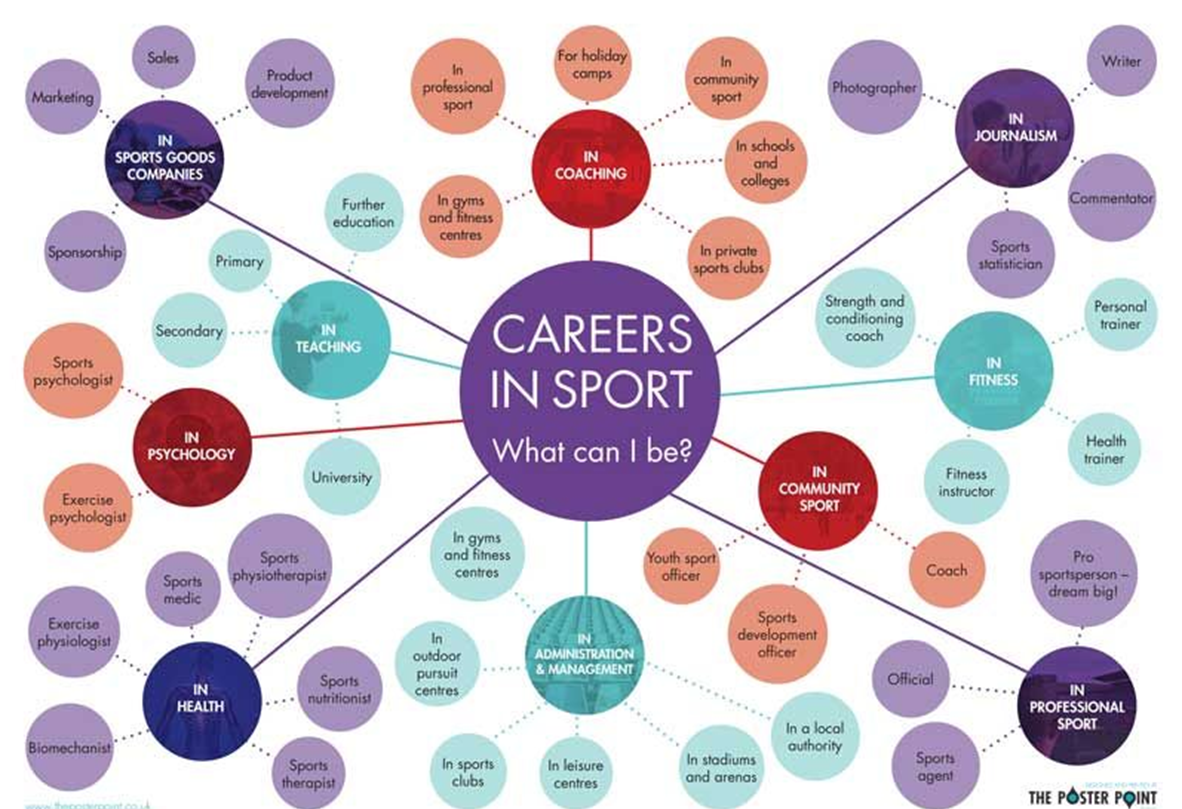 CAREERS
IN SPORT
What can I be?
IN
SPORTS GOODS
COMPANIES
Marketing
Sales
Product
development
Sponsorship
IN
COACHING
In
professional
sport
For holiday
camps
In
community
sport
In schools
and
colleges
In private
sports clubs
In gyms
and fitness
centres
IN
JOURNALISM
Photographer
Writer
Commentator
Sports
statistician
IN
TEACHING
Further
education
Primary
Secondary
University
IN
FITNESS
Strength and
conditioning
coach
Personal
trainer
Health
trainer
Fitness
instructor
IN
PSYCHOLOGY
Sports
psychologist
Exercise
psychologist
IN
COMMUNITY
SPORT
Youth sport
officer
Sports
development
officer
Coach
IN
HEALTH
Sports
physiotherapist
Sports
medic
Exercise
physiologist
Biomechanist
Sports
nutritionist
Sports
therapist
IN
ADMINISTRATION
& MANAGEMENT
In gyms
and fitness
centres
In
outdoor
pursuit
centres
In sports
clubs
In leisure
centres
In stadiums
and arenas
In a local
authority
IN
PROFESSIONAL
SPORT
Pro
sportsperson –
dream big!
Official
Sports
agent
www.theposterpoint.co.uk
THE POSTER POINT